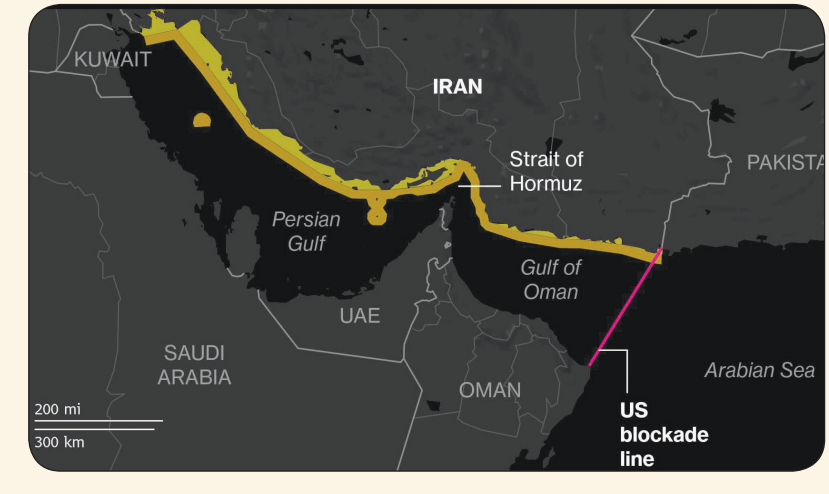 KUWAIT
IRAN
Strait of
Hormuz
PAKISTA
Persian
Gulf
Gulf of
Oman
UAE
SAUDI
ARABIA
Arabian Sea
OMAN
200 mi
300 km
US
blockade
line